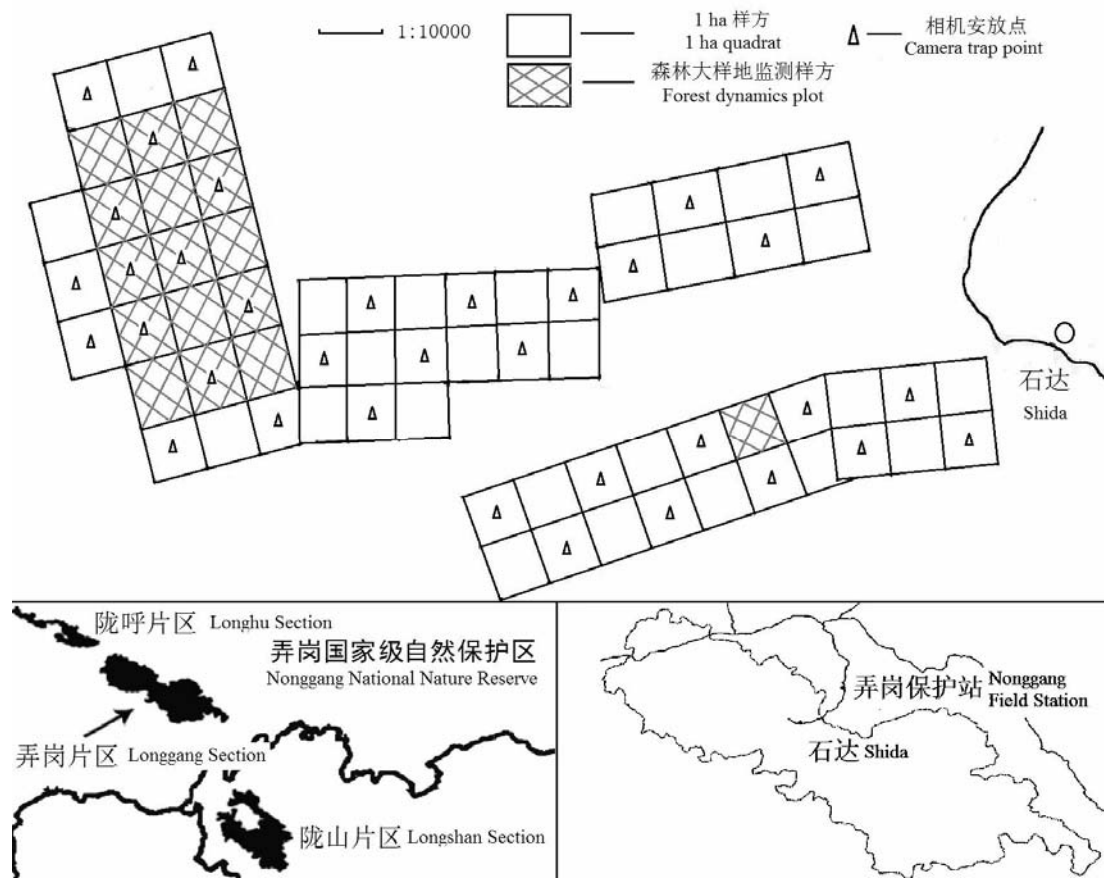 1:10000
1 ha 样方
1 ha quadrat
相机安放点
Camera trap point
森林大样地监测样方
Forest dynamics plot
石达
Shida
陇呼片区 Longhu Section
弄岗国家级自然保护区
Nonggang National Nature Reserve
弄岗片区 Longgang Section
陇山片区 Longshan Section
弄岗保护站 Nonggang
Field Station
石达 Shida